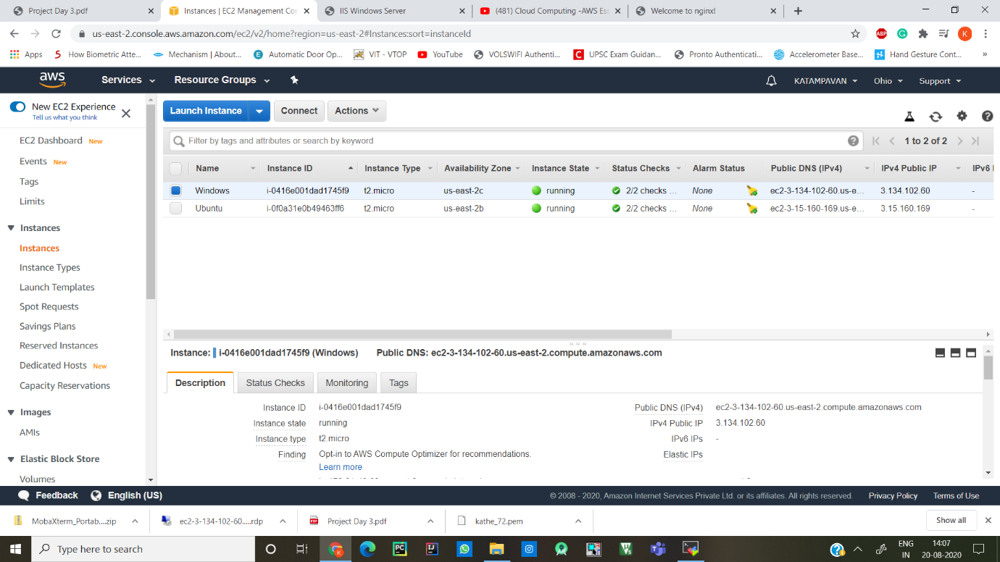 Project Day 3.pdf
Instances | EC2 Management Cor
IIS Windows Server
(481) Cloud Computing -AWS Ess
Welcome to nginx!
us-east-2.console.aws.amazon.com/ec2/v2/home?region=us-east-2#Instances:sort=instanceId
ABP
K
Apps
How Biometric Atte...
Mechanism | About...
Automatic Door Op...
VIT - VTOP
YouTube
VOLSWIFI Authenti...
UPSC Exam Guidan...
Pronto Authenticati...
Accelerometer Base...
Hand Gesture Cont...
aws
Services
Resource Groups
KATAMPAVAN
Ohio
Support
New EC2 Experience
Tell us what you think
EC2 Dashboard New
Events New
Tags
Limits
Instances
Instances
Instance Types
Launch Templates
Spot Requests
Savings Plans
Reserved Instances
Dedicated Hosts New
Capacity Reservations
Images
AMIs
Elastic Block Store
Volumes
Launch Instance
Connect
Actions
Filter by tags and attributes or search by keyword
1 to 2 of 2
Name Instance ID Instance Type Availability Zone Instance State Status Checks Alarm Status Public DNS (IPv4) IPv4 Public IP IPv6 I
Windows i-0416e001dad1745f9 t2.micro us-east-2c running 2/2 checks ... None ec2-3-134-102-60.us-e... 3.134.102.60 -
Ubuntu i-0f0a31e0b49463ff6 t2.micro us-east-2b running 2/2 checks ... None ec2-3-15-160-169.us-e... 3.15.160.169 -
Instance: i-0416e001dad1745f9 (Windows) Public DNS: ec2-3-134-102-60.us-east-2.compute.amazonaws.com
Description
Status Checks
Monitoring
Tags
Instance ID i-0416e001dad1745f9
Public DNS (IPv4) ec2-3-134-102-60.us-east-2.compute.amazonaws.com
Instance state running
IPv4 Public IP 3.134.102.60
Instance type t2.micro
IPv6 IPs -
Finding Opt-in to AWS Compute Optimizer for recommendations.
Elastic IPs
Learn more
Feedback
English (US)
© 2008 - 2020, Amazon Internet Services Private Ltd. or its affiliates. All rights reserved.
Privacy Policy
Terms of Use
MobaXterm_Portab....zip
ec2-3-134-102-60.....rdp
Project Day 3.pdf
kathe_72.pem
Show all
Type here to search
ENG
IN
14:07
20-08-2020